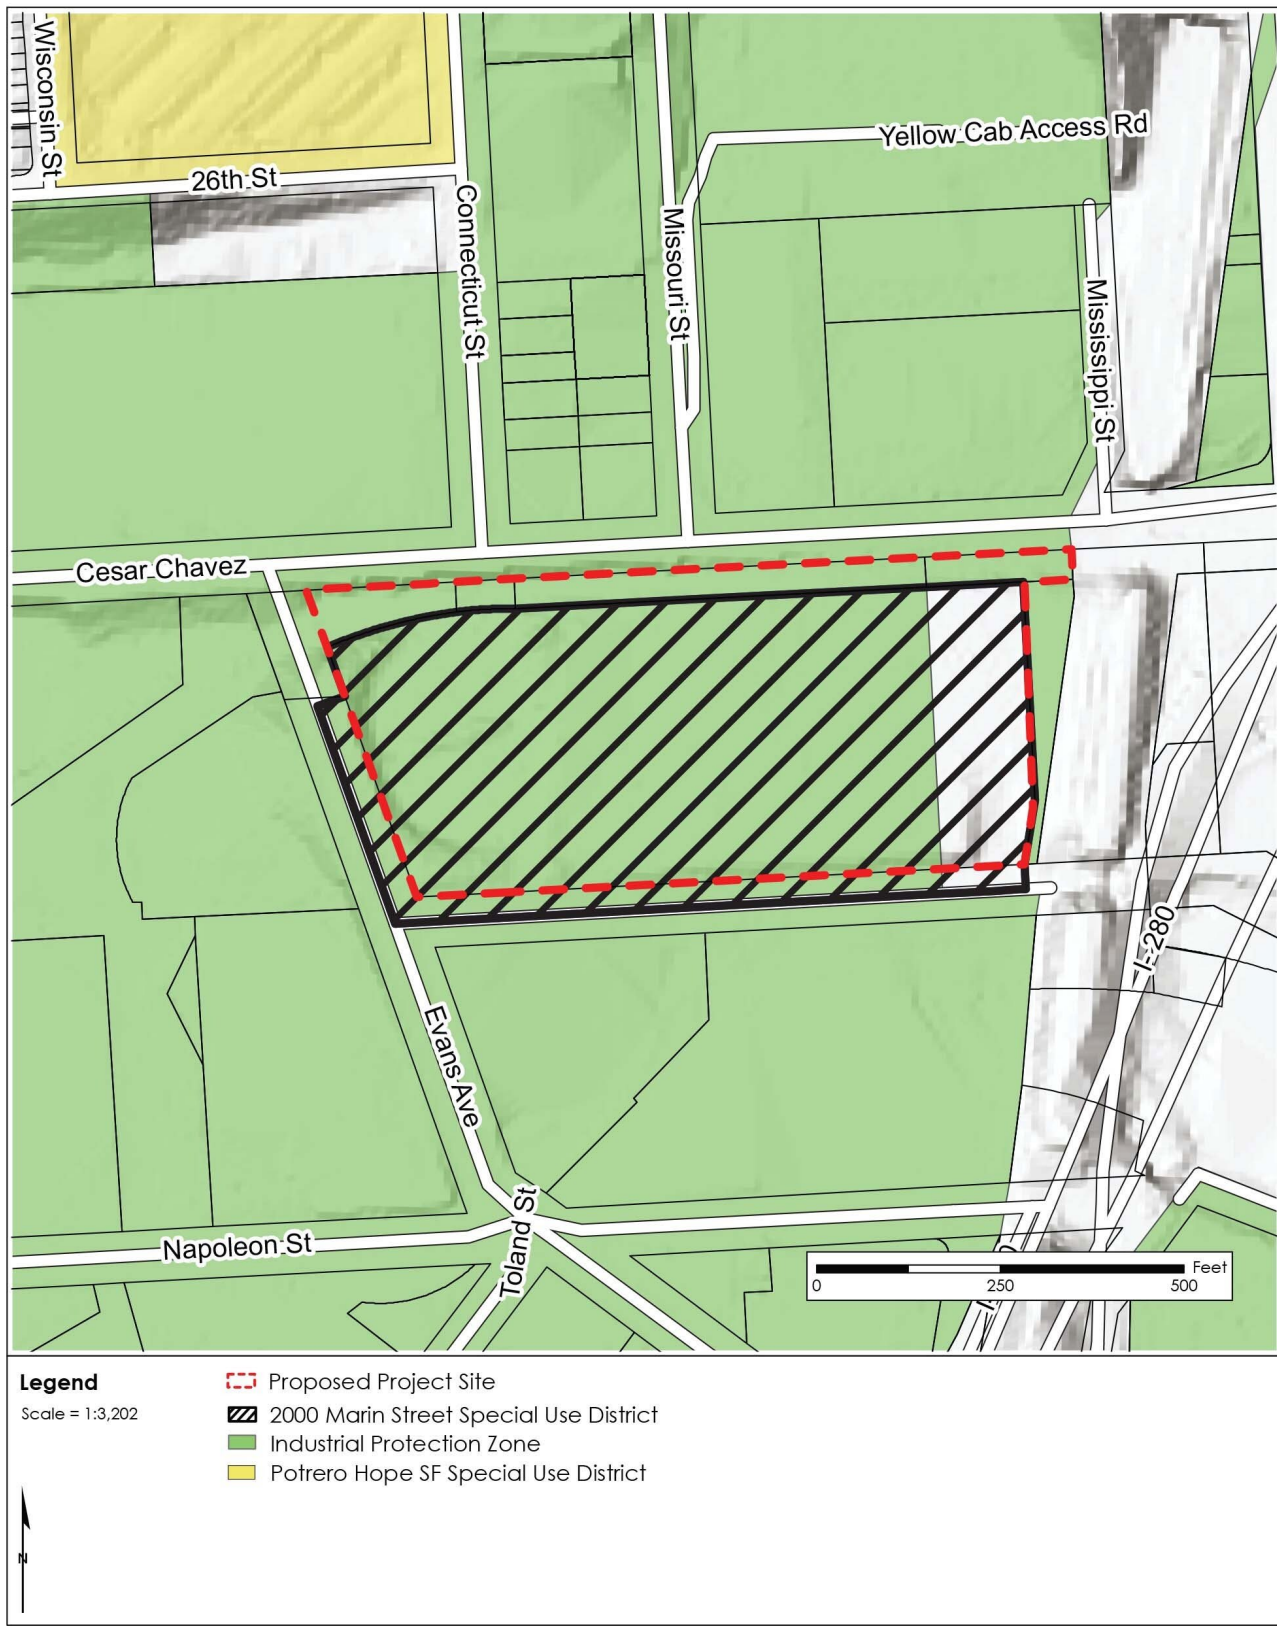 Wisconsin St
26th St
Connecticut St
Missouri St
Yellow Cab Access Rd
Mississippi St
Cesar Chavez
Evans Ave
I-280
Napoleon St
Toland St
Feet
0 250 500
Legend
Scale = 1:3,202
Proposed Project Site
2000 Marin Street Special Use District
Industrial Protection Zone
Potrero Hope SF Special Use District
N